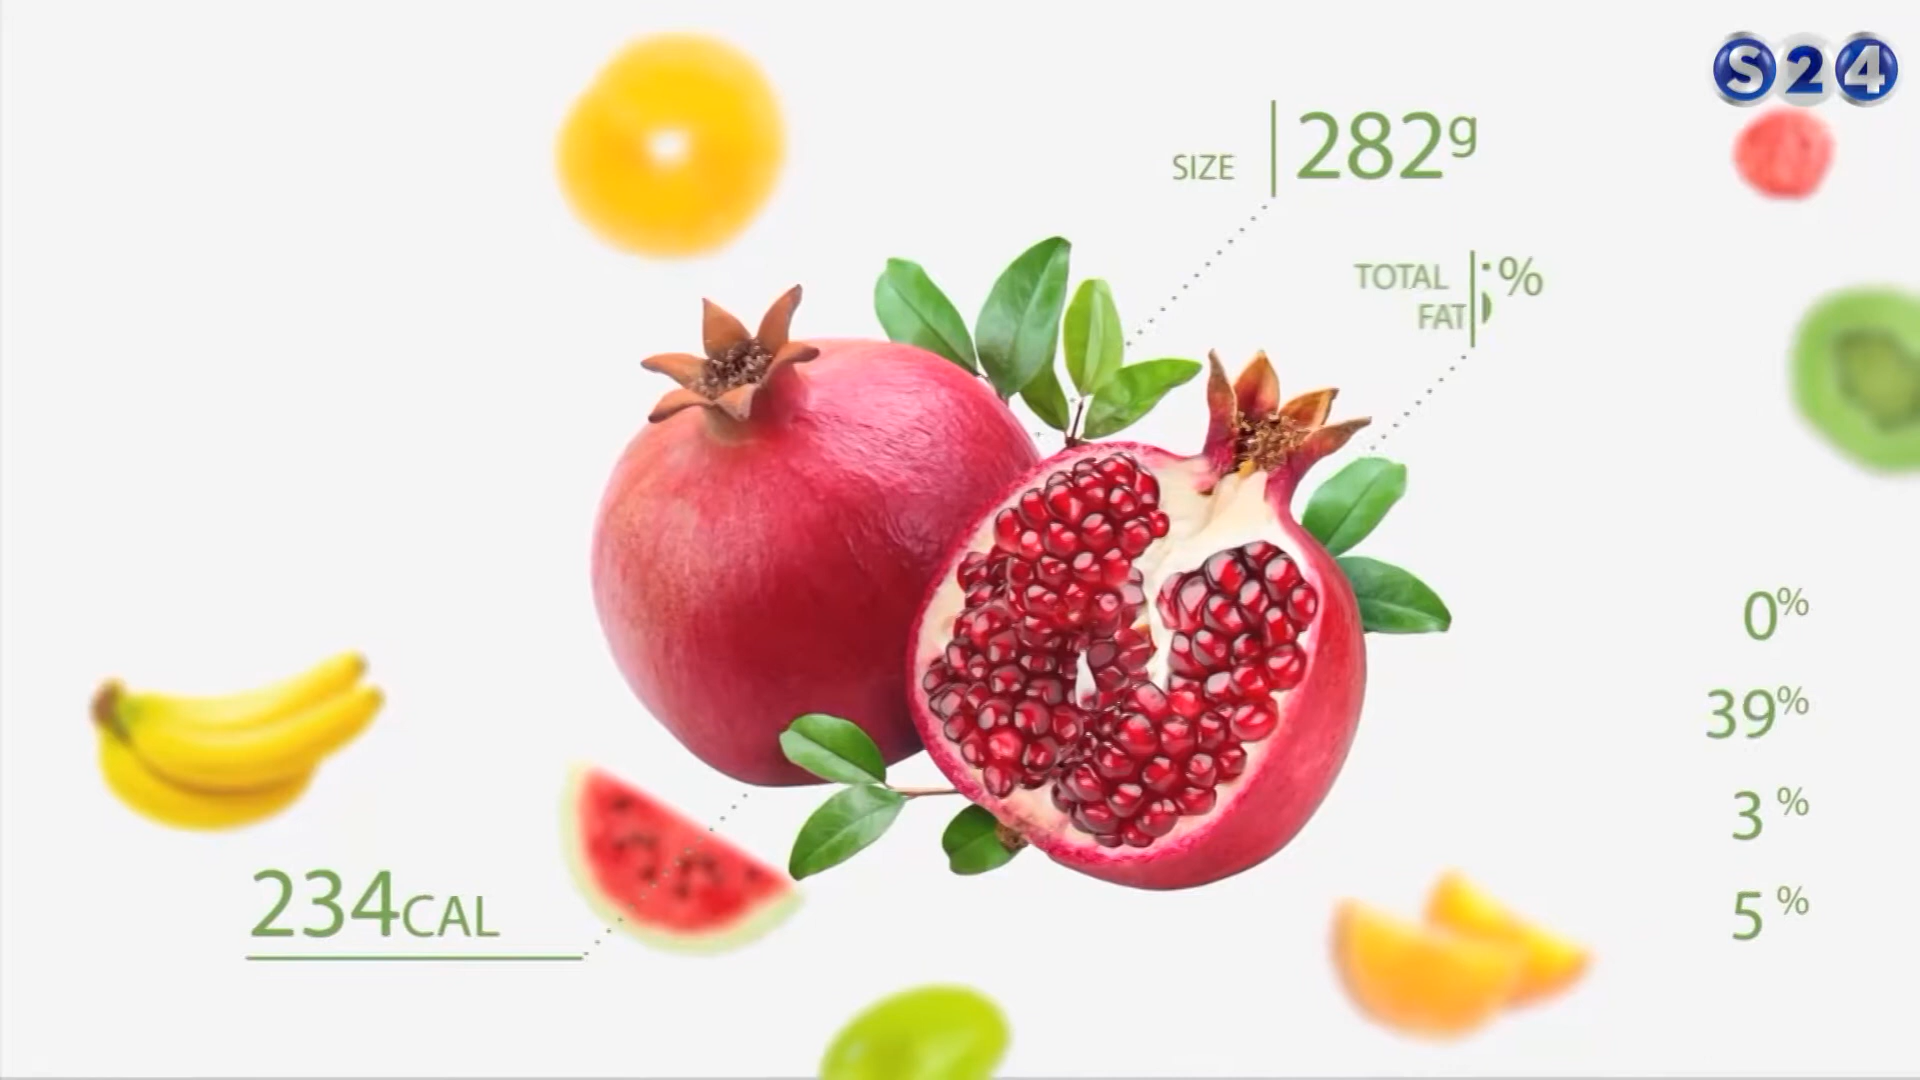 S24
SIZE 282g
TOTAL
FAT %
0%
39%
3 %
5 %
234CAL